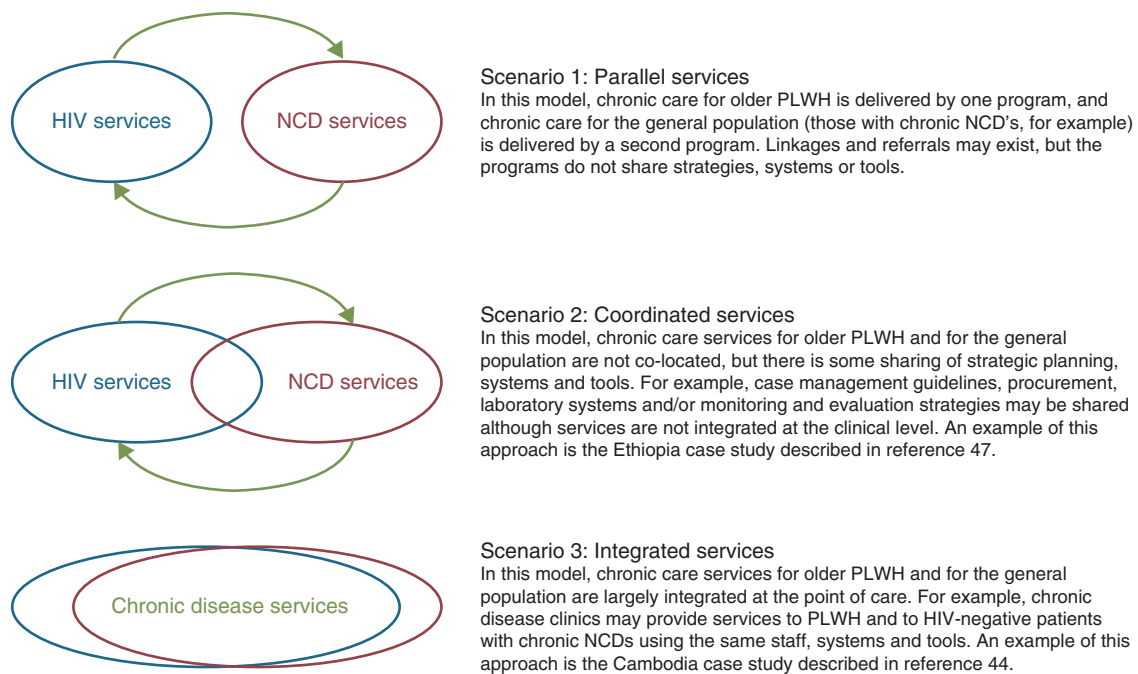 HIV services
NCD services
Scenario 1: Parallel services
In this model, chronic care for older PLWH is delivered by one program, and
chronic care for the general population (those with chronic NCD's, for example)
is delivered by a second program. Linkages and referrals may exist, but the
programs do not share strategies, systems or tools.
HIV services
NCD services
Scenario 2: Coordinated services
In this model, chronic care services for older PLWH and for the general
population are not co-located, but there is some sharing of strategic planning,
systems and tools. For example, case management guidelines, procurement,
laboratory systems and/or monitoring and evaluation strategies may be shared
although services are not integrated at the clinical level. An example of this
approach is the Ethiopia case study described in reference 47.
Chronic disease services
Scenario 3: Integrated services
In this model, chronic care services for older PLWH and for the general
population are largely integrated at the point of care. For example, chronic
disease clinics may provide services to PLWH and to HIV-negative patients
with chronic NCDs using the same staff, systems and tools. An example of this
approach is the Cambodia case study described in reference 44.